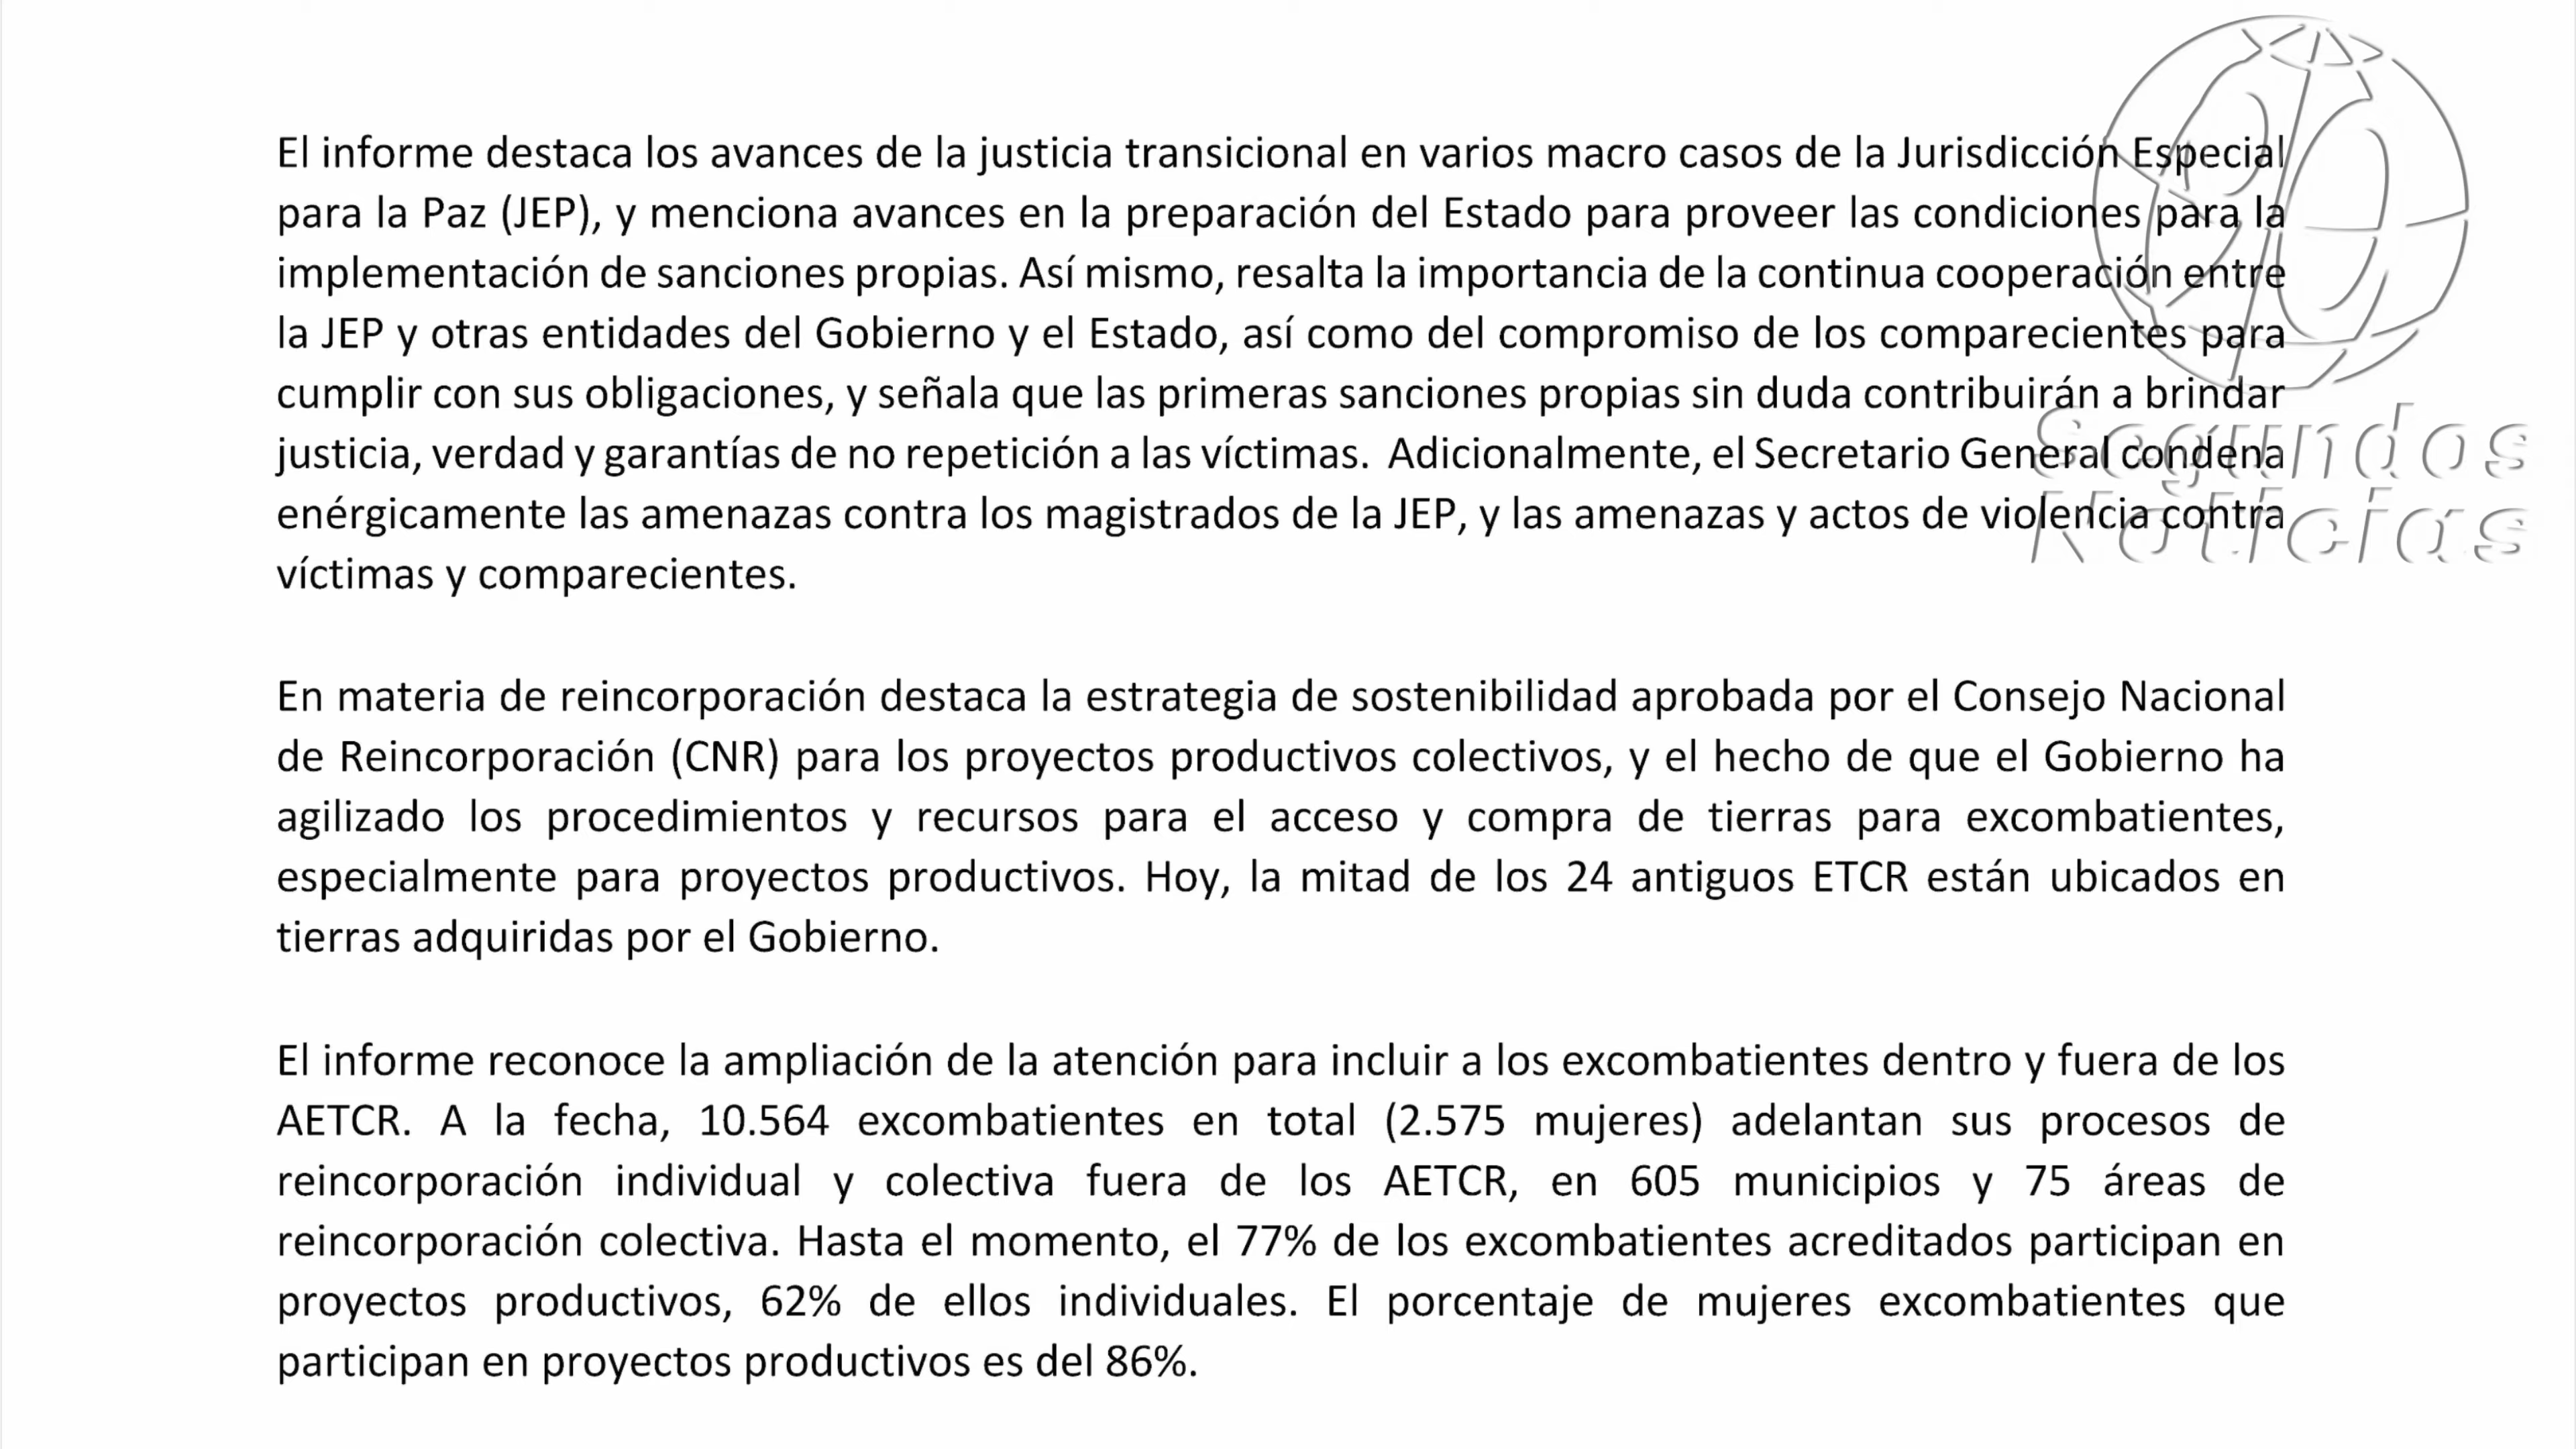 El informe destaca los avances de la justicia transicional en varios macro casos de la Jurisdicción Especial
para la Paz (JEP), y menciona avances en la preparación del Estado para proveer las condiciones para la
implementación de sanciones propias. Así mismo, resalta la importancia de la continua cooperación entre
la JEP y otras entidades del Gobierno y el Estado, así como del compromiso de los comparecientes para
cumplir con sus obligaciones, y señala que las primeras sanciones propias sin duda contribuirán a brindar
justicia, verdad y garantías de no repetición a las víctimas. Adicionalmente, el Secretario General condena
enérgicamente las amenazas contra los magistrados de la JEP, y las amenazas y actos de violencia contra
víctimas y comparecientes.
En materia de reincorporación destaca la estrategia de sostenibilidad aprobada por el Consejo Nacional
de Reincorporación (CNR) para los proyectos productivos colectivos, y el hecho de que el Gobierno ha
agilizado los procedimientos y recursos para el acceso y compra de tierras para excombatientes,
especialmente para proyectos productivos. Hoy, la mitad de los 24 antiguos ETCR están ubicados en
tierras adquiridas por el Gobierno.
El informe reconoce la ampliación de la atención para incluir a los excombatientes dentro y fuera de los
AETCR. A la fecha, 10.564 excombatientes en total (2.575 mujeres) adelantan sus procesos de
reincorporación individual y colectiva fuera de los AETCR, en 605 municipios y 75 áreas de
reincorporación colectiva. Hasta el momento, el 77% de los excombatientes acreditados participan en
proyectos productivos, 62% de ellos individuales. El porcentaje de mujeres excombatientes que
participan en proyectos productivos es del 86%.
Segundos
Noticias